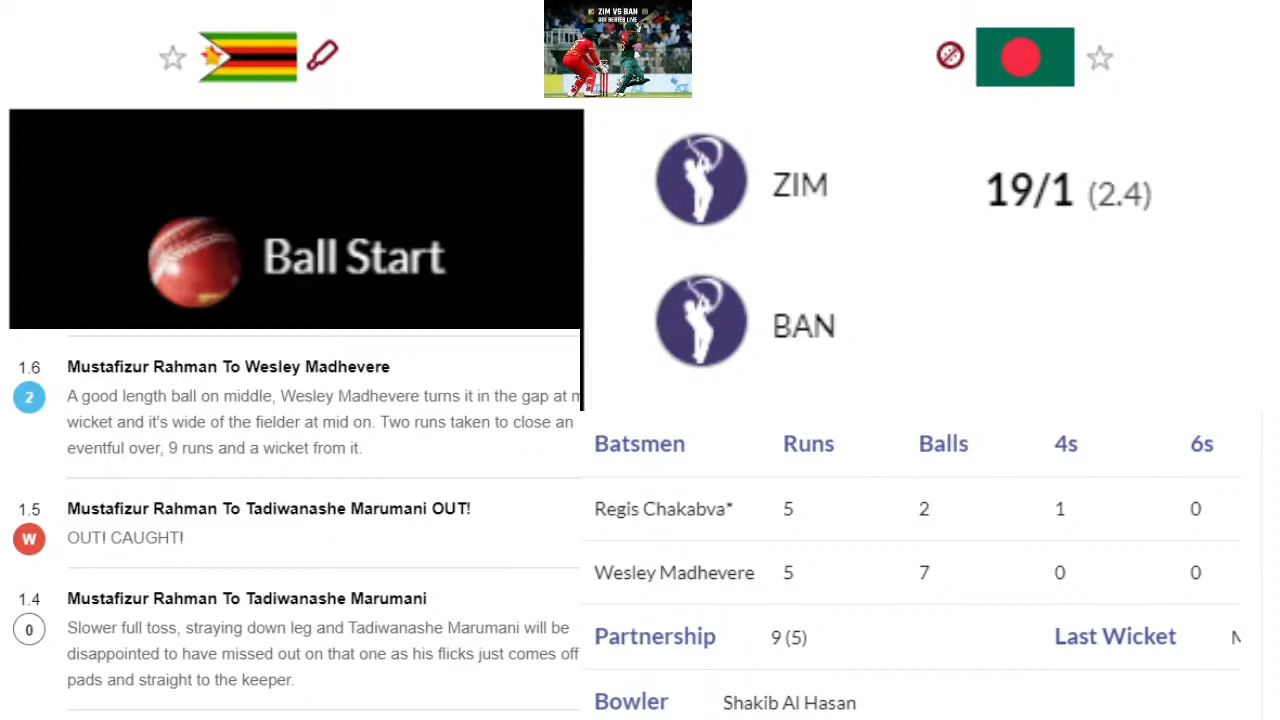 ZIM VS BAN
ODI SERIES LIVE
Ball Start
ZIM
19/1 (2.4)
BAN
1.6
Mustafizur Rahman To Wesley Madhevere
2
A good length ball on middle, Wesley Madhevere turns it in the gap at
wicket and it's wide of the fielder at mid on. Two runs taken to close an
eventful over, 9 runs and a wicket from it.
1.5
Mustafizur Rahman To Tadiwanashe Marumani OUT!
W
OUT! CAUGHT!
1.4
Mustafizur Rahman To Tadiwanashe Marumani
0
Slower full toss, straying down leg and Tadiwanashe Marumani will be
disappointed to have missed out on that one as his flicks just comes off
pads and straight to the keeper.
Batsmen Runs Balls 4s 6s
Regis Chakabva* 5 2 1 0
Wesley Madhevere 5 7 0 0
Partnership 9 (5) Last Wicket
Bowler Shakib Al Hasan